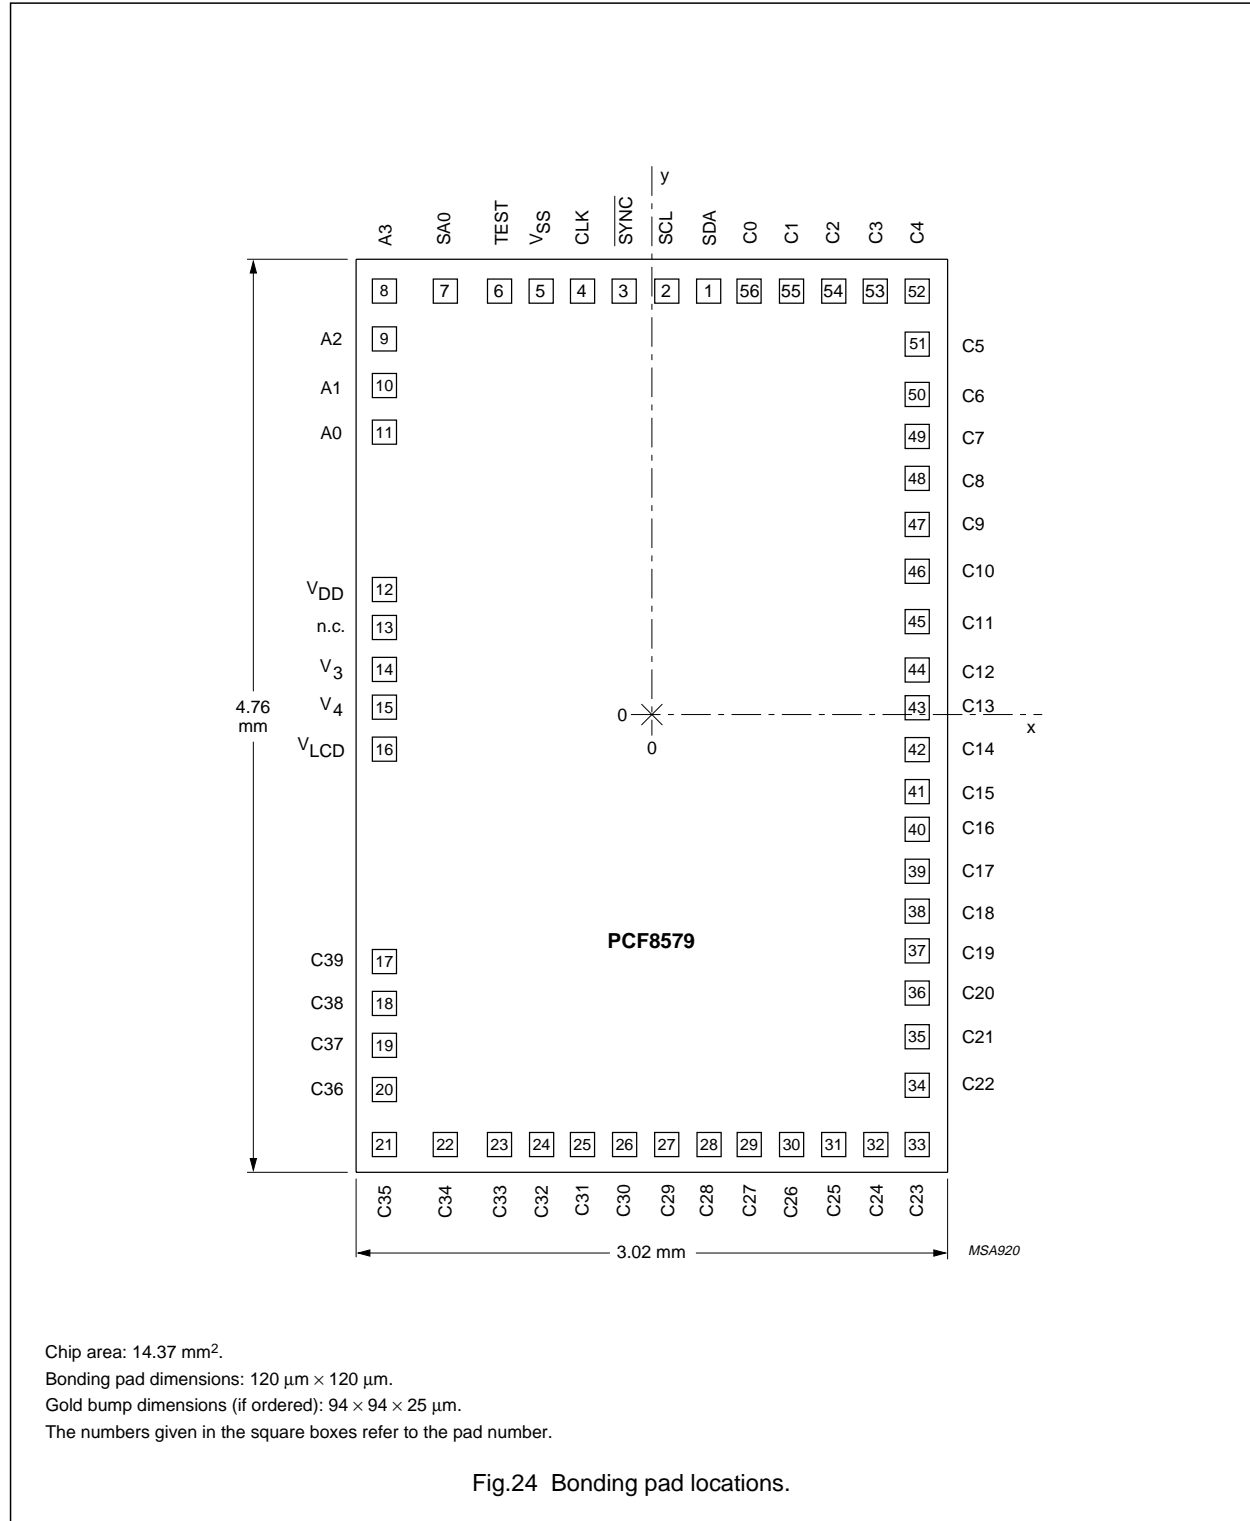 y
A3 SA0 TEST VSS CLK SYNC SCL SDA C0 C1 C2 C3 C4
8 7 6 5 4 3 2 1 56 55 54 53 52
A2 9 51 C5
A1 10 50 C6
A0 11 49 C7
48 C8
47 C9
46 C10
VDD 12
n.c. 13 45 C11
V3 14 44 C12
V4 15 43 C13
4.76
mm
0
x
0
VLCD 16 42 C14
41 C15
40 C16
39 C17
38 C18
PCF8579
C39 17 37 C19
C38 18 36 C20
C37 19 35 C21
C36 20 34 C22
21 22 23 24 25 26 27 28 29 30 31 32 33
C35 C34 C33 C32 C31 C30 C29 C28 C27 C26 C25 C24 C23
3.02 mm
MSA920
Chip area: 14.37 mm².
Bonding pad dimensions: 120 µm × 120 µm.
Gold bump dimensions (if ordered): 94 × 94 × 25 µm.
The numbers given in the square boxes refer to the pad number.
Fig.24 Bonding pad locations.